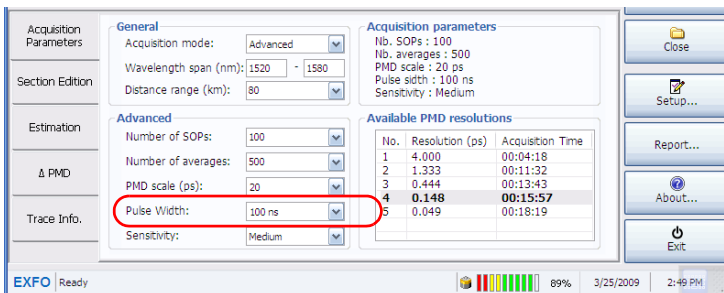 Acquisition
Parameters
Section Edition
Estimation
Δ PMD
Trace Info.
General
Acquisition mode: Advanced
Wavelength span (nm): 1520 - 1580
Distance range (km): 80
Advanced
Number of SOPs: 100
Number of averages: 500
PMD scale (ps): 20
Pulse Width: 100 ns
Sensitivity: Medium
Acquisition parameters
Nb. SOPs : 100
Nb. averages : 500
PMD scale : 20 ps
Pulse sidth : 100 ns
Sensitivity : Medium
Available PMD resolutions
No. Resolution (ps) Acquisition Time
1 4.000 00:04:18
2 1.333 00:11:32
3 0.444 00:13:43
4 0.148 00:15:57
5 0.049 00:18:19
Close
Setup...
Report...
About...
Exit
EXFO Ready 89% 3/25/2009 2:49 PM